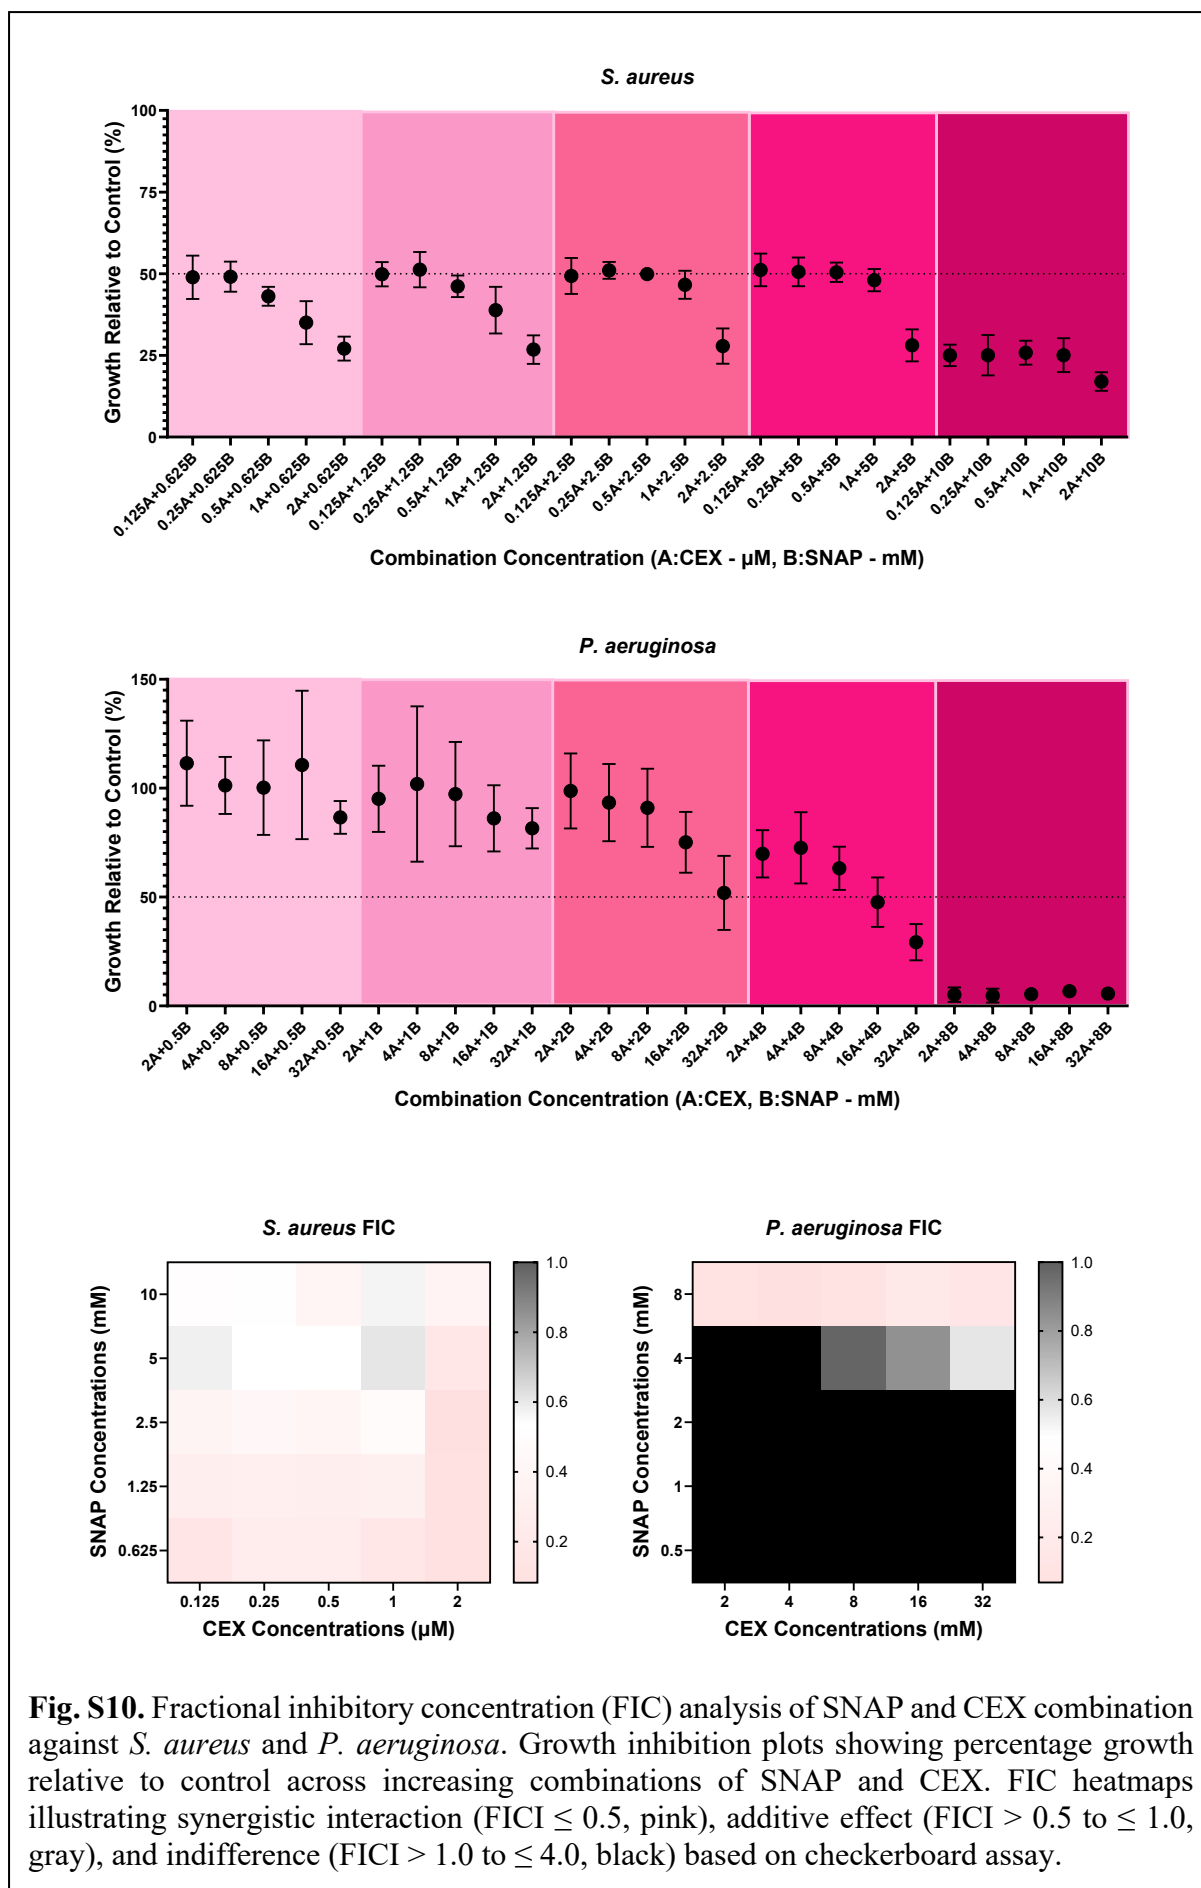 S. aureus
Growth Relative to Control (%)
100
75
50
25
0
0.125A+0.625B
0.25A+0.625B
0.5A+0.625B
1A+0.625B
2A+0.625B
0.125A+1.25B
0.25A+1.25B
0.5A+1.25B
1A+1.25B
2A+1.25B
0.125A+2.5B
0.25A+2.5B
0.5A+2.5B
1A+2.5B
2A+2.5B
0.125A+5B
0.25A+5B
0.5A+5B
1A+5B
2A+5B
0.125A+10B
0.25A+10B
0.5A+10B
1A+10B
2A+10B
Combination Concentration (A:CEX - µM, B:SNAP - mM)
P. aeruginosa
Growth Relative to Control (%)
150
100
50
0
2A+0.5B
4A+0.5B
8A+0.5B
16A+0.5B
32A+0.5B
2A+1B
4A+1B
8A+1B
16A+1B
32A+1B
2A+2B
4A+2B
8A+2B
16A+2B
32A+2B
2A+4B
4A+4B
8A+4B
16A+4B
32A+4B
2A+8B
4A+8B
8A+8B
16A+8B
32A+8B
Combination Concentration (A:CEX, B:SNAP - mM)
S. aureus FIC
SNAP Concentrations (mM)
10
5
2.5
1.25
0.625
0.125
0.25
0.5
1
2
CEX Concentrations (µM)
1.0
0.8
0.6
0.4
0.2
P. aeruginosa FIC
SNAP Concentrations (mM)
8
4
2
1
0.5
2
4
8
16
32
CEX Concentrations (mM)
1.0
0.8
0.6
0.4
0.2
Fig. S10. Fractional inhibitory concentration (FIC) analysis of SNAP and CEX combination
against S. aureus and P. aeruginosa. Growth inhibition plots showing percentage growth
relative to control across increasing combinations of SNAP and CEX. FIC heatmaps
illustrating synergistic interaction (FICI ≤ 0.5, pink), additive effect (FICI > 0.5 to ≤ 1.0,
gray), and indifference (FICI > 1.0 to ≤ 4.0, black) based on checkerboard assay.